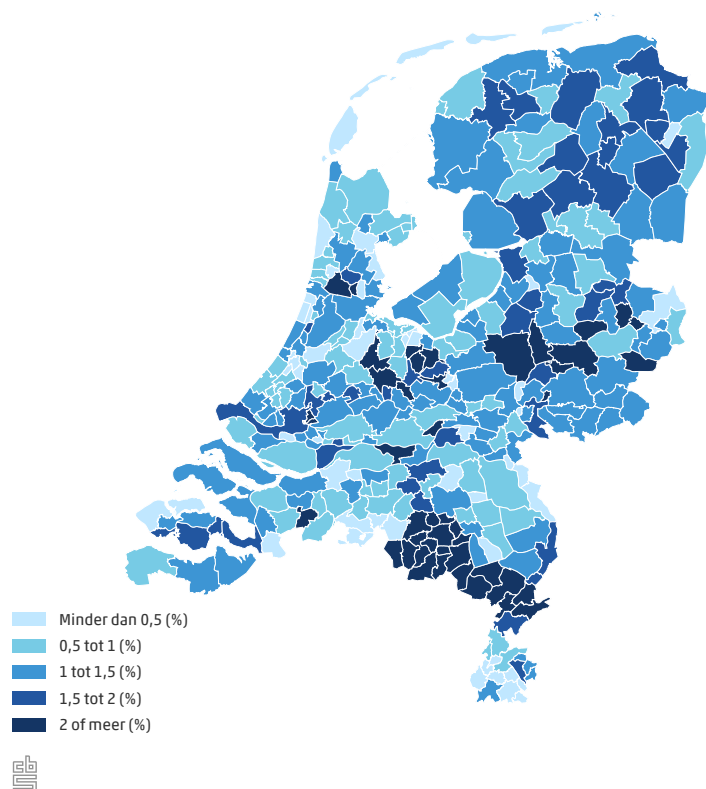 Minder dan 0,5 (%)
0,5 tot 1 (%)
1 tot 1,5 (%)
1,5 tot 2 (%)
2 of meer (%)
cbs